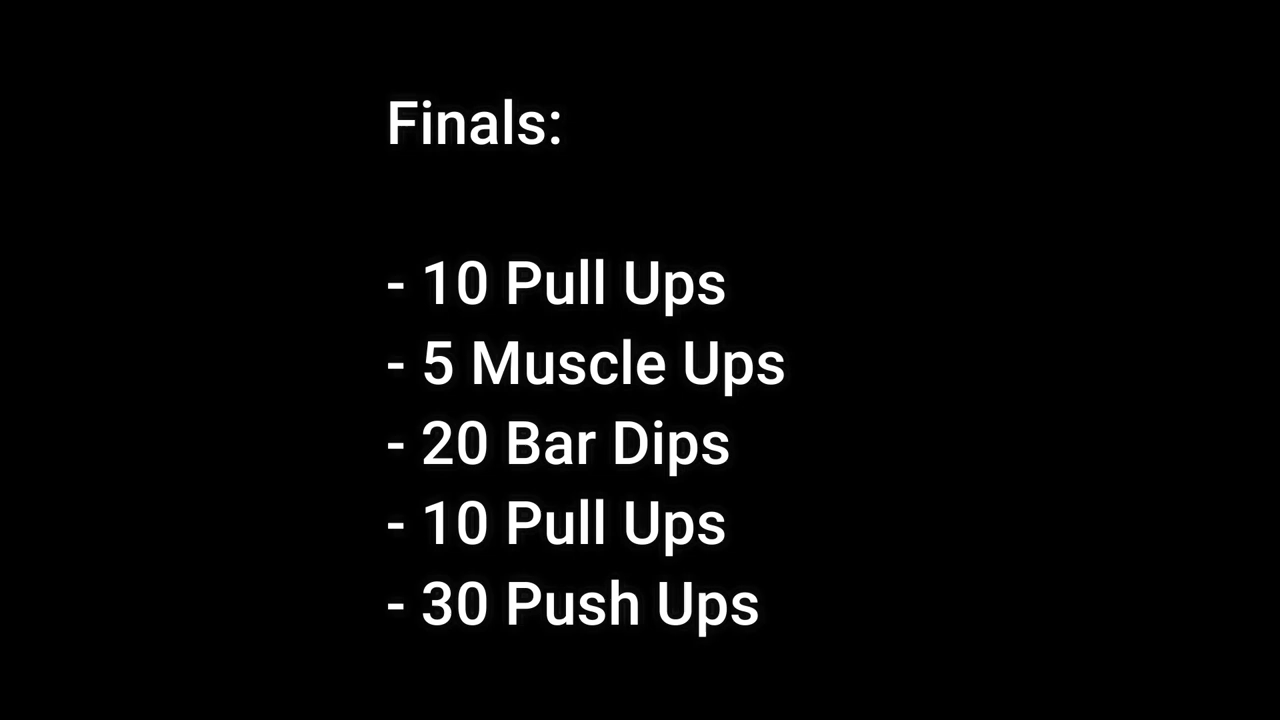 Finals:
- 10 Pull Ups
- 5 Muscle Ups
- 20 Bar Dips
- 10 Pull Ups
- 30 Push Ups